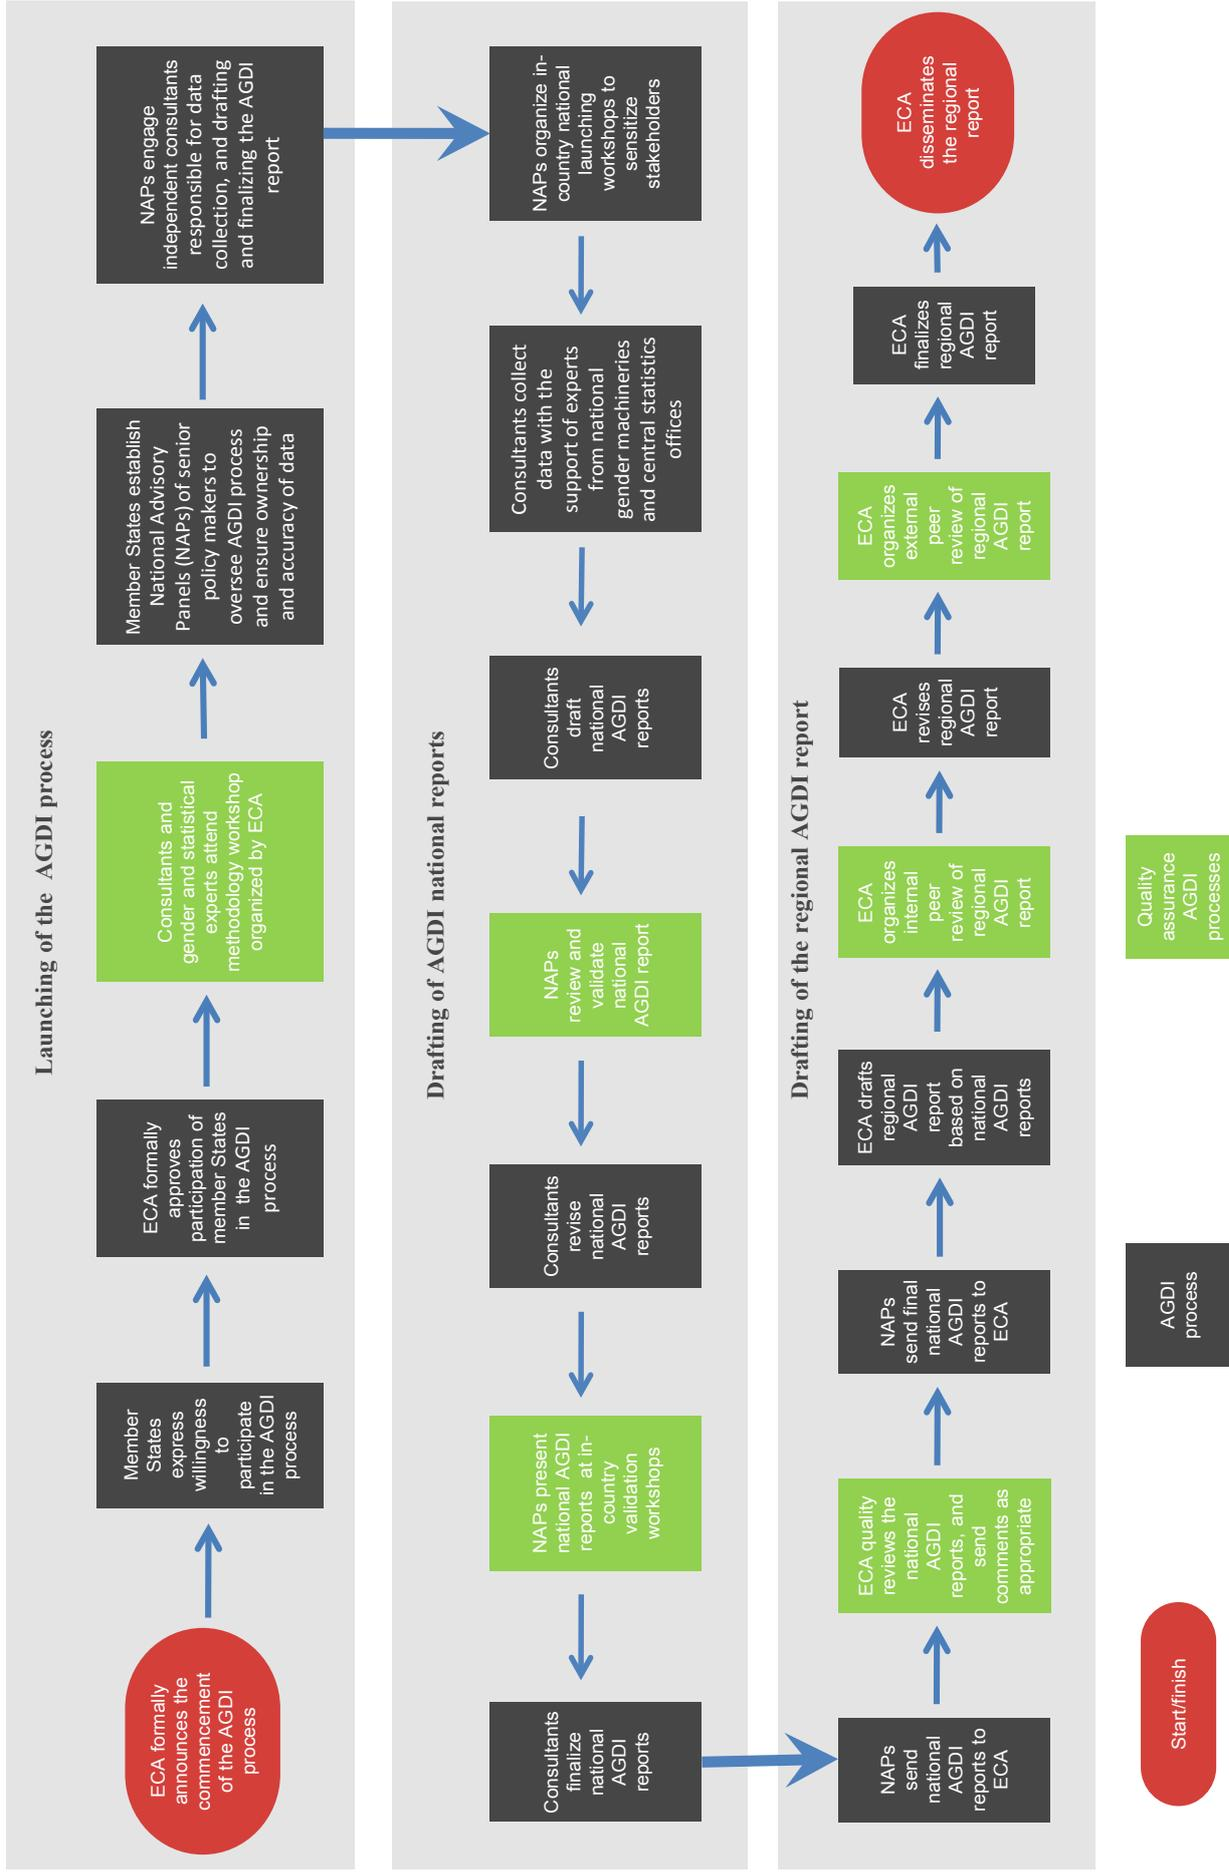 Launching of the  AGDI process
ECA formally
announces the
commencement
of the AGDI
process
Member
States
express
willingness
to
participate
in the AGDI
process
ECA formally
approves
participation of
member States
in  the AGDI
process
Consultants and
gender and statistical
experts attend
methodology workshop
organized by ECA
Member States establish
National Advisory
Panels (NAPs) of senior
policy makers to
oversee AGDI process
and ensure ownership
and accuracy of data
NAPs engage
independent consultants
responsible for data
collection, and drafting
and finalizing the AGDI
report
Drafting of AGDI national reports
NAPs organize in-
country national
launching
workshops to
sensitize
stakeholders
Consultants collect
data with the
support of experts
from national
gender machineries
and central statistics
offices
Consultants
draft
national
AGDI
reports
NAPs
review and
validate
national
AGDI report
Consultants
revise
national
AGDI
reports
NAPs present
national AGDI
reports  at in-
country
validation
workshops
Consultants
finalize
national
AGDI
reports
Drafting of the regional AGDI report
NAPs
send
national
AGDI
reports to
ECA
ECA quality
reviews the
national
AGDI
reports, and
send
comments as
appropriate
NAPs
send final
national
AGDI
reports to
ECA
ECA drafts
regional
AGDI
report
based on
national
AGDI
reports
ECA
organizes
internal
peer
review of
regional
AGDI
report
ECA
revises
regional
AGDI
report
ECA
organizes
external
peer
review of
regional
AGDI
report
ECA
finalizes
regional
AGDI
report
ECA
disseminates
the regional
report
Start/finish
AGDI
process
Quality
assurance
AGDI
processes